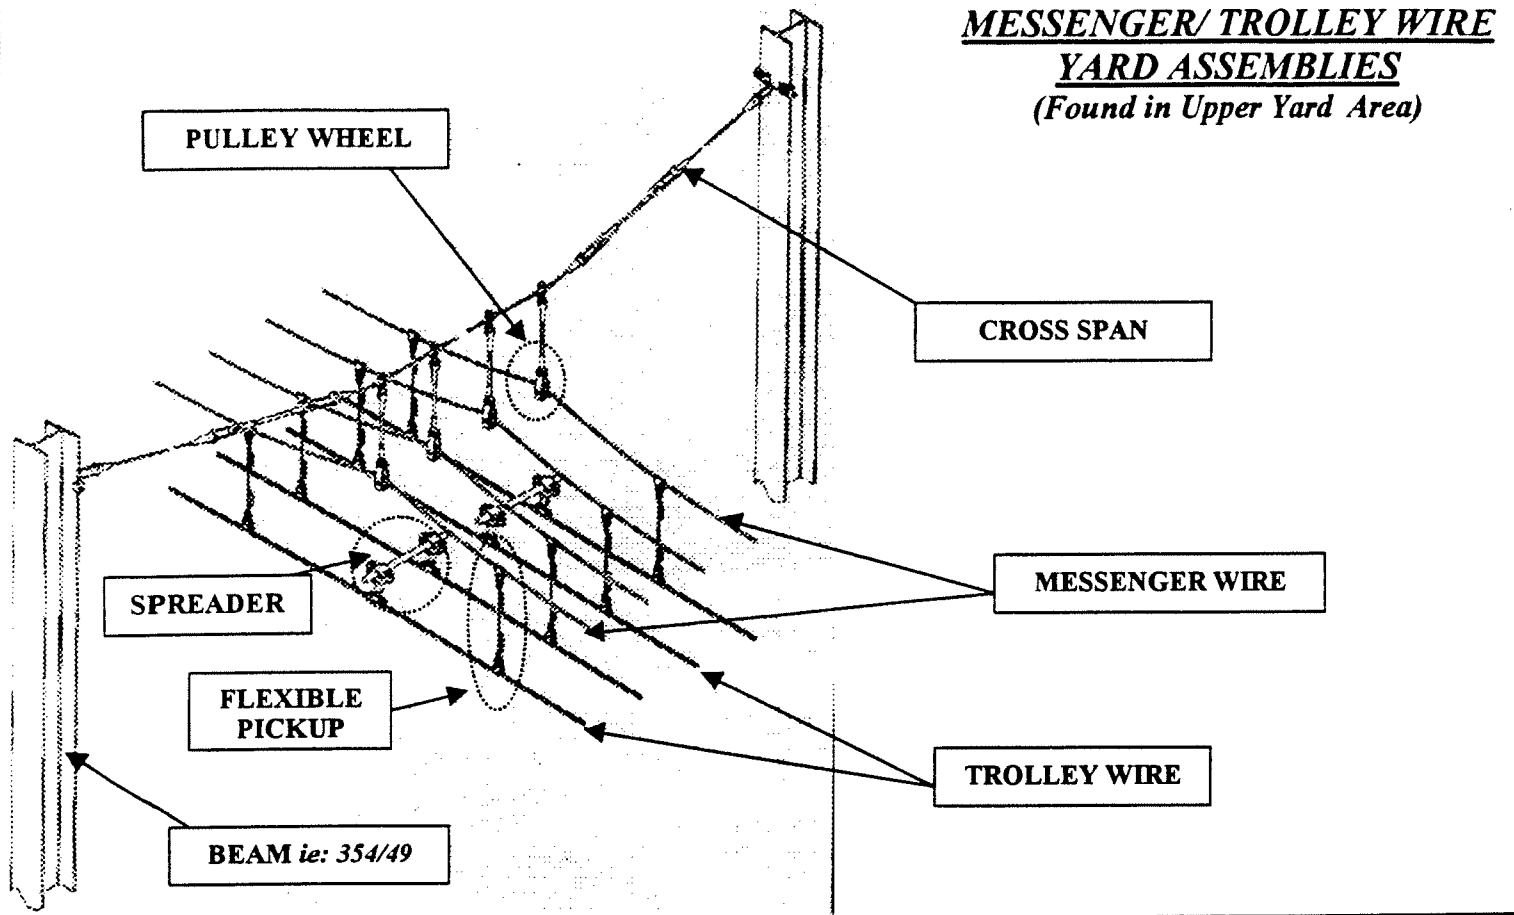 MESSENGER/ TROLLEY WIRE
YARD ASSEMBLIES
(Found in Upper Yard Area)
PULLEY WHEEL
CROSS SPAN
MESSENGER WIRE
SPREADER
FLEXIBLE
PICKUP
TROLLEY WIRE
BEAM ie: 354/49